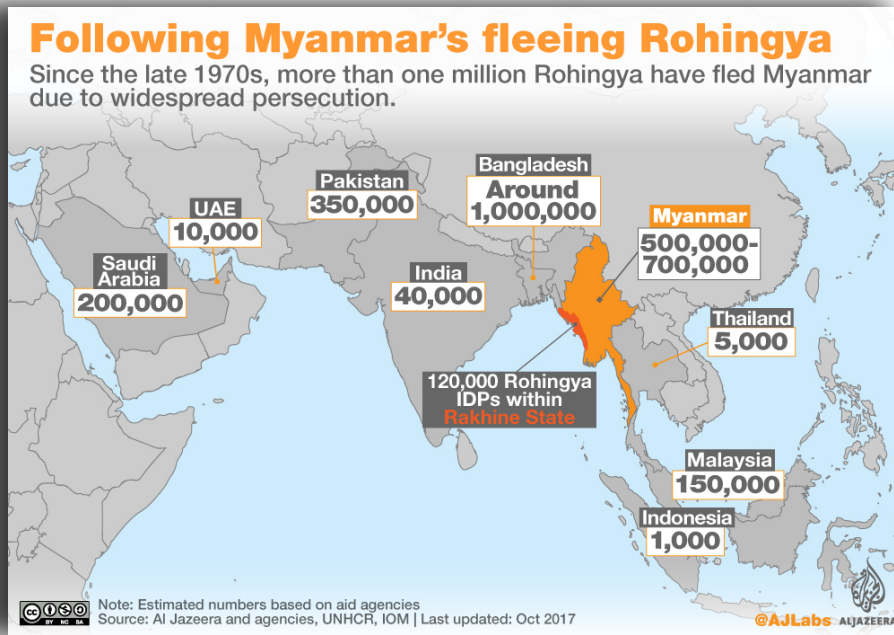 Following Myanmar's fleeing Rohingya
Since the late 1970s, more than one million Rohingya have fled Myanmar
due to widespread persecution.
Bangladesh
Around
1,000,000
Pakistan
350,000
UAE
10,000
Myanmar
500,000-
700,000
Saudi
Arabia
200,000
India
40,000
Thailand
5,000
120,000 Rohingya
IDPs within
Rakhine State
Malaysia
150,000
Indonesia
1,000
cc BY NC SA
Note: Estimated numbers based on aid agencies
Source: Al Jazeera and agencies, UNHCR, IOM | Last updated: Oct 2017
@AJLabs ALJAZEERA